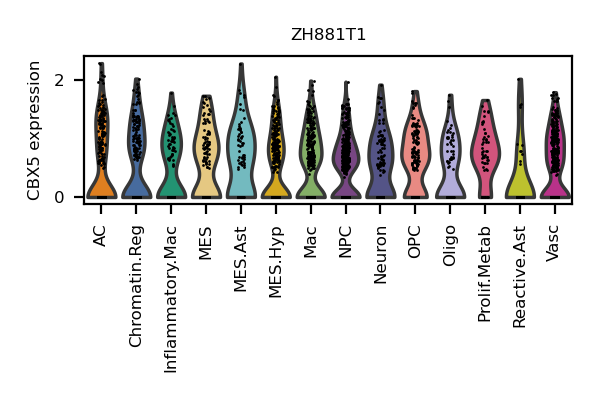 ZH881T1
CBX5 expression
2
0
AC
Chromatin.Reg
Inflammatory.Mac
MES
MES.Ast
MES.Hyp
Mac
NPC
Neuron
OPC
Oligo
Prolif.Metab
Reactive.Ast
Vasc